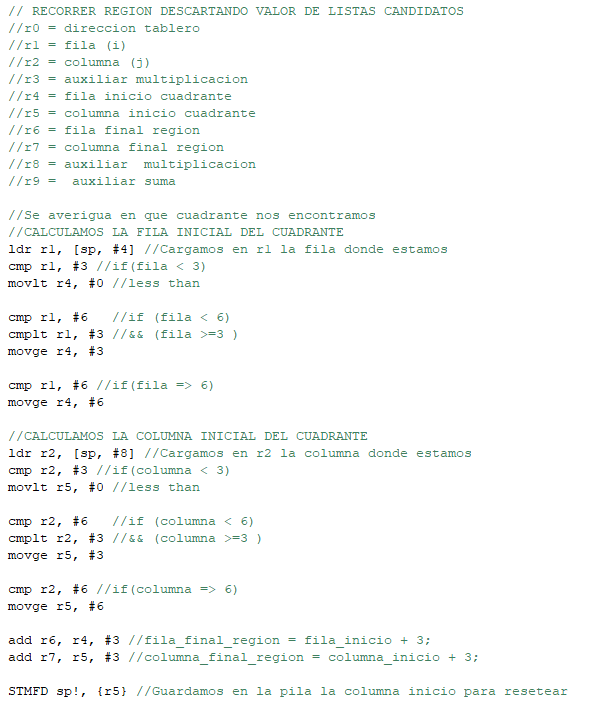 // RECORRER REGION DESCARTANDO VALOR DE LISTAS CANDIDATOS
//r0 = direccion tablero
//r1 = fila (i)
//r2 = columna (j)
//r3 = auxiliar multiplicacion
//r4 = fila inicio cuadrante
//r5 = columna inicio cuadrante
//r6 = fila final region
//r7 = columna final region
//r8 = auxiliar  multiplicacion
//r9 =  auxiliar suma
//Se averigua en que cuadrante nos encontramos
//CALCULAMOS LA FILA INICIAL DEL CUADRANTE
ldr r1, [sp, #4] //Cargamos en r1 la fila donde estamos
cmp r1, #3 //if(fila < 3)
movlt r4, #0 //less than
cmp r1, #6   //if (fila < 6)
cmplt r1, #3 //&& (fila >=3 )
movge r4, #3
cmp r1, #6 //if(fila => 6)
movge r4, #6
//CALCULAMOS LA COLUMNA INICIAL DEL CUADRANTE
ldr r2, [sp, #8] //Cargamos en r2 la columna donde estamos
cmp r2, #3 //if(columna < 3)
movlt r5, #0 //less than
cmp r2, #6   //if (columna < 6)
cmplt r2, #3 //&& (columna >=3 )
movge r5, #3
cmp r2, #6 //if(columna => 6)
movge r5, #6
add r6, r4, #3 //fila_final_region = fila_inicio + 3;
add r7, r5, #3 //columna_final_region = columna_inicio + 3;
STMFD sp!, {r5} //Guardamos en la pila la columna inicio para resetear